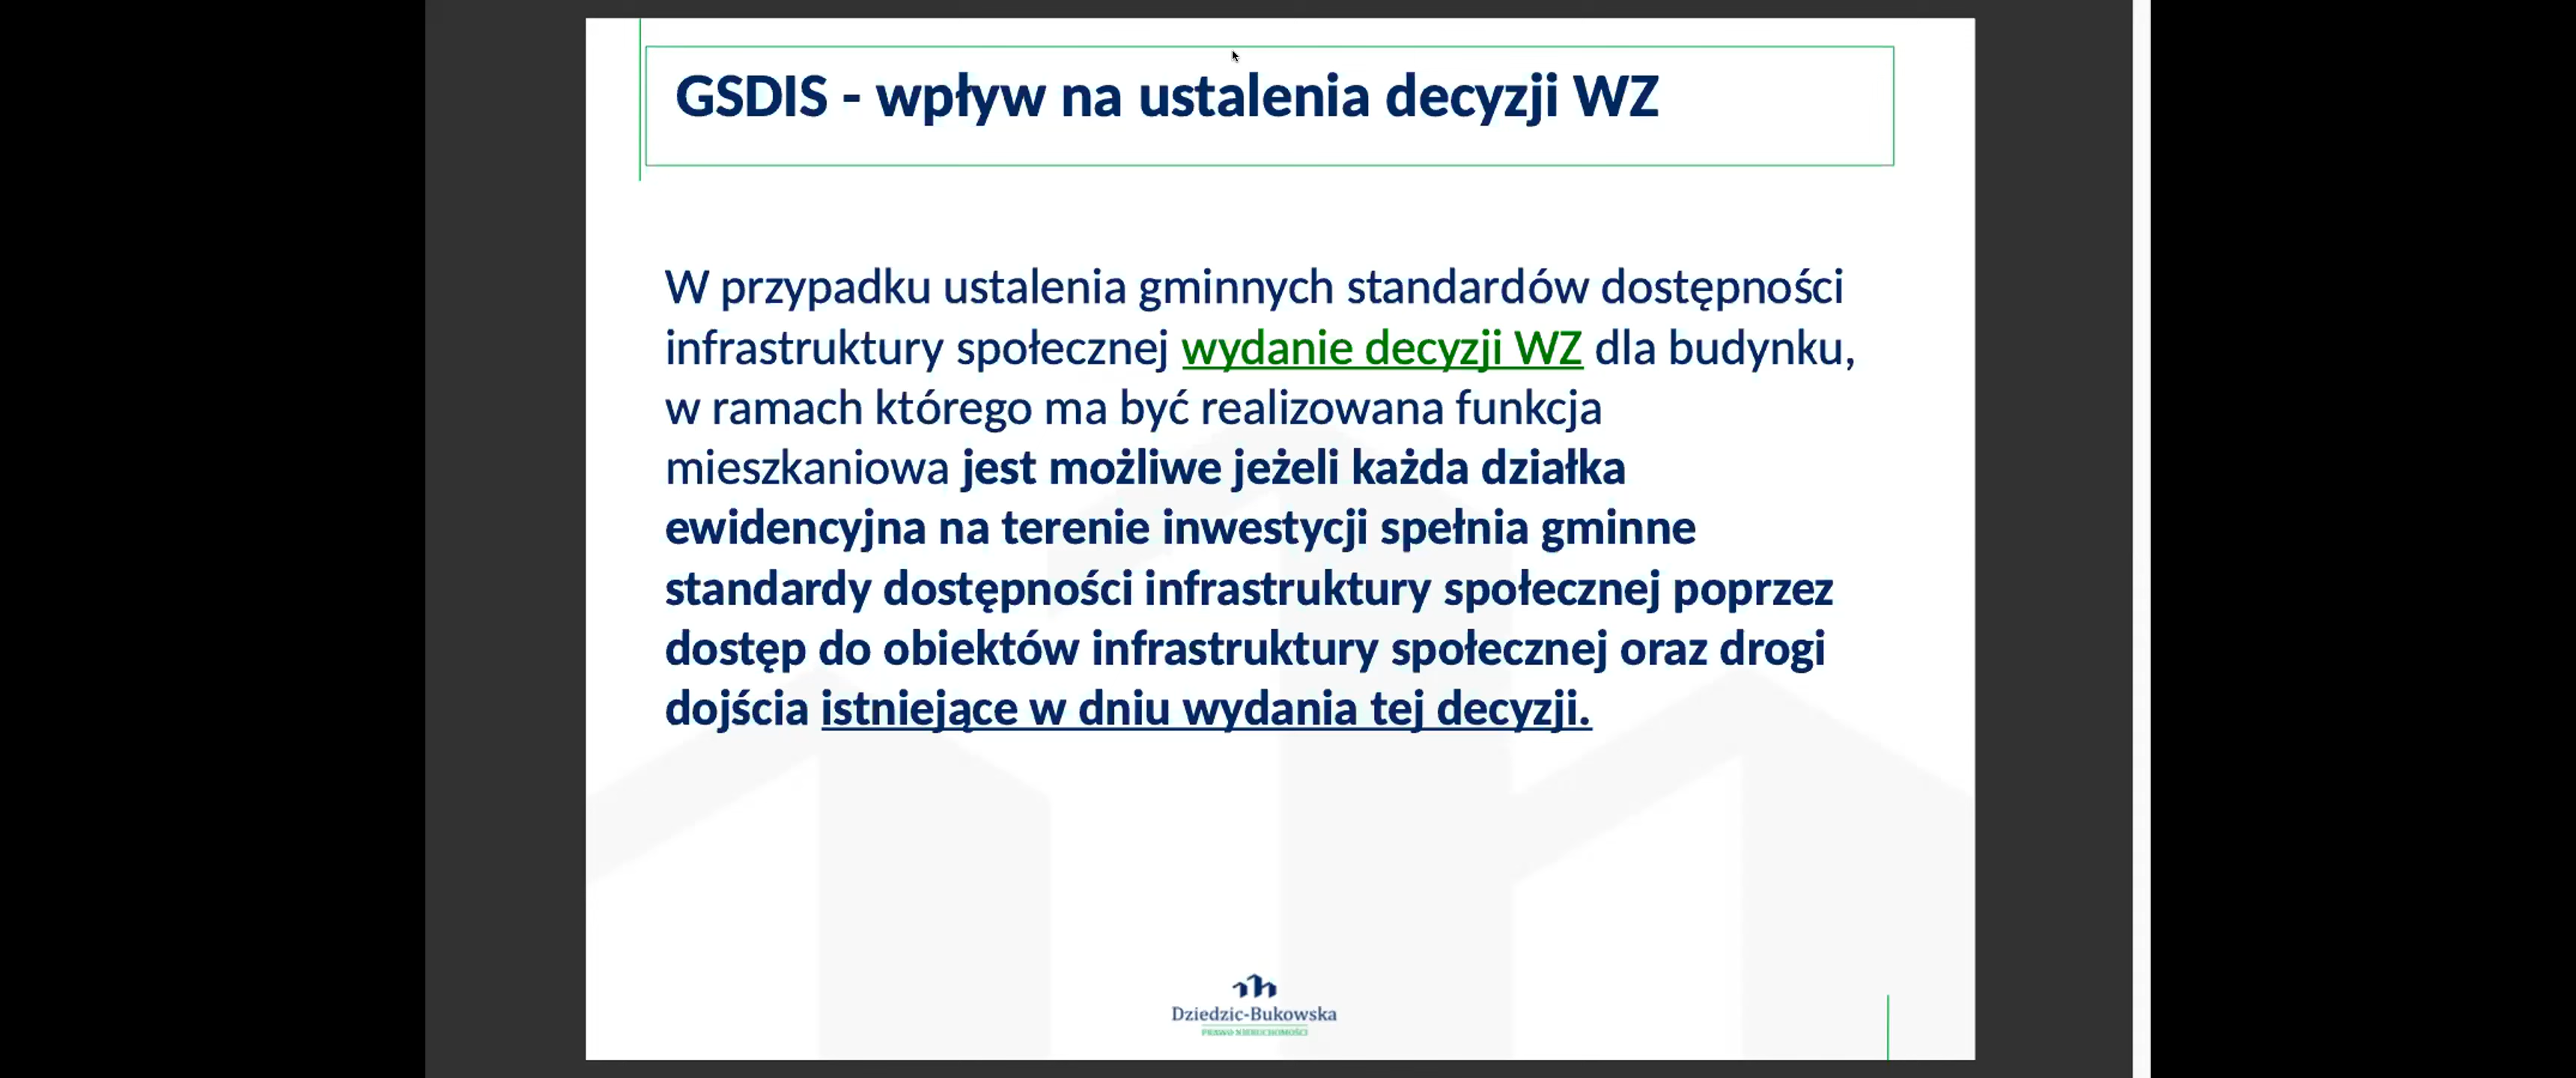 GSDIS - wpływ na ustalenia decyzji WZ
W przypadku ustalenia gminnych standardów dostępności
infrastruktury społecznej wydanie decyzji WZ dla budynku,
w ramach którego ma być realizowana funkcja
mieszkaniowa jest możliwe jeżeli każda działka
ewidencyjna na terenie inwestycji spełnia gminne
standardy dostępności infrastruktury społecznej poprzez
dostęp do obiektów infrastruktury społecznej oraz drogi
dojścia istniejące w dniu wydania tej decyzji.
Dziedzic-Bukowska
PRAWO NIERUCHOMOŚCI